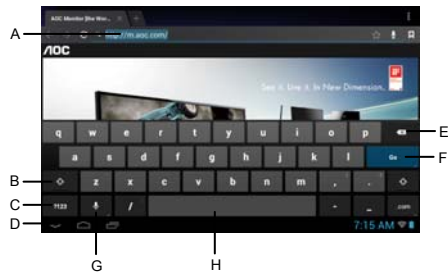 AOC Monitor [the Wor...
A
http://m.aoc.com/
AOC
See it. Live it. In New Dimension.
q w e r t y u i o p
E
a s d f g h j k l Go
F
B
z x c v b n m , .
C
?123 / - _ .com
D
7:15 AM
G
H